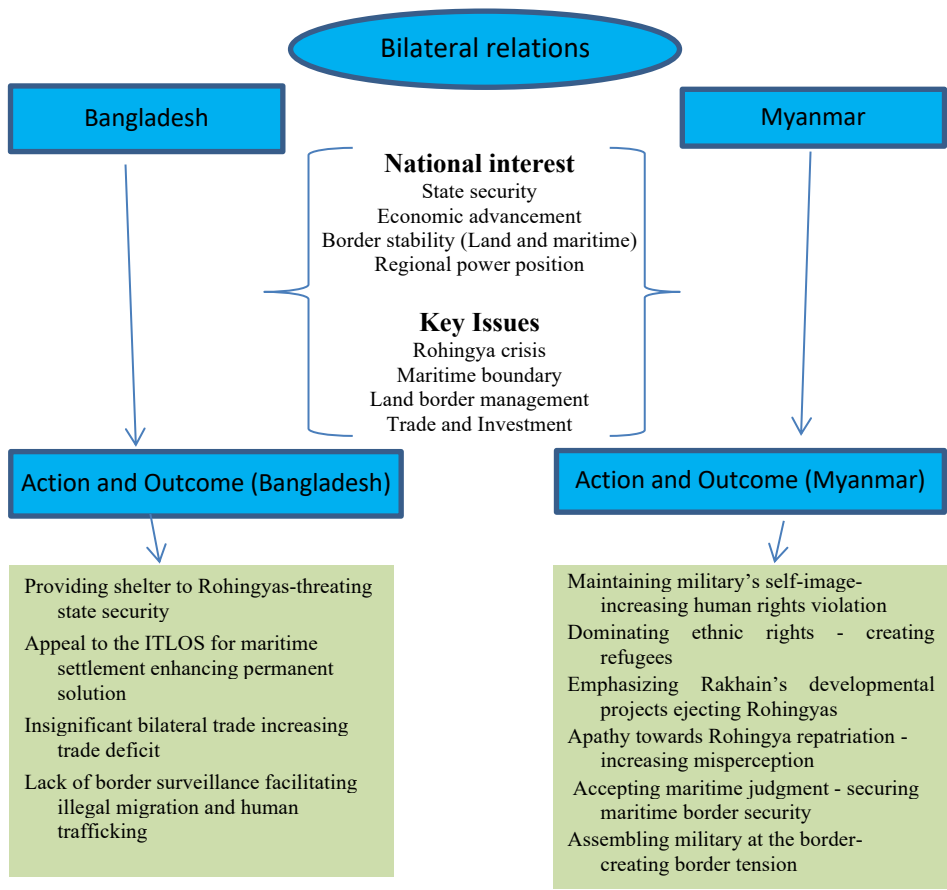 Bilateral relations
Bangladesh
Myanmar
National interest
State security
Economic advancement
Border stability (Land and maritime)
Regional power position
Key Issues
Rohingya crisis
Maritime boundary
Land border management
Trade and Investment
Action and Outcome (Bangladesh)
Action and Outcome (Myanmar)
Providing shelter to Rohingyas-threating
state security
Appeal to the ITLOS for maritime
settlement enhancing permanent
solution
Insignificant bilateral trade increasing
trade deficit
Lack of border surveillance facilitating
illegal migration and human
trafficking
Maintaining military’s self-image-
increasing human rights violation
Dominating ethnic rights - creating
refugees
Emphasizing Rakhain’s developmental
projects ejecting Rohingyas
Apathy towards Rohingya repatriation -
increasing misperception
Accepting maritime judgment - securing
maritime border security
Assembling military at the border-
creating border tension